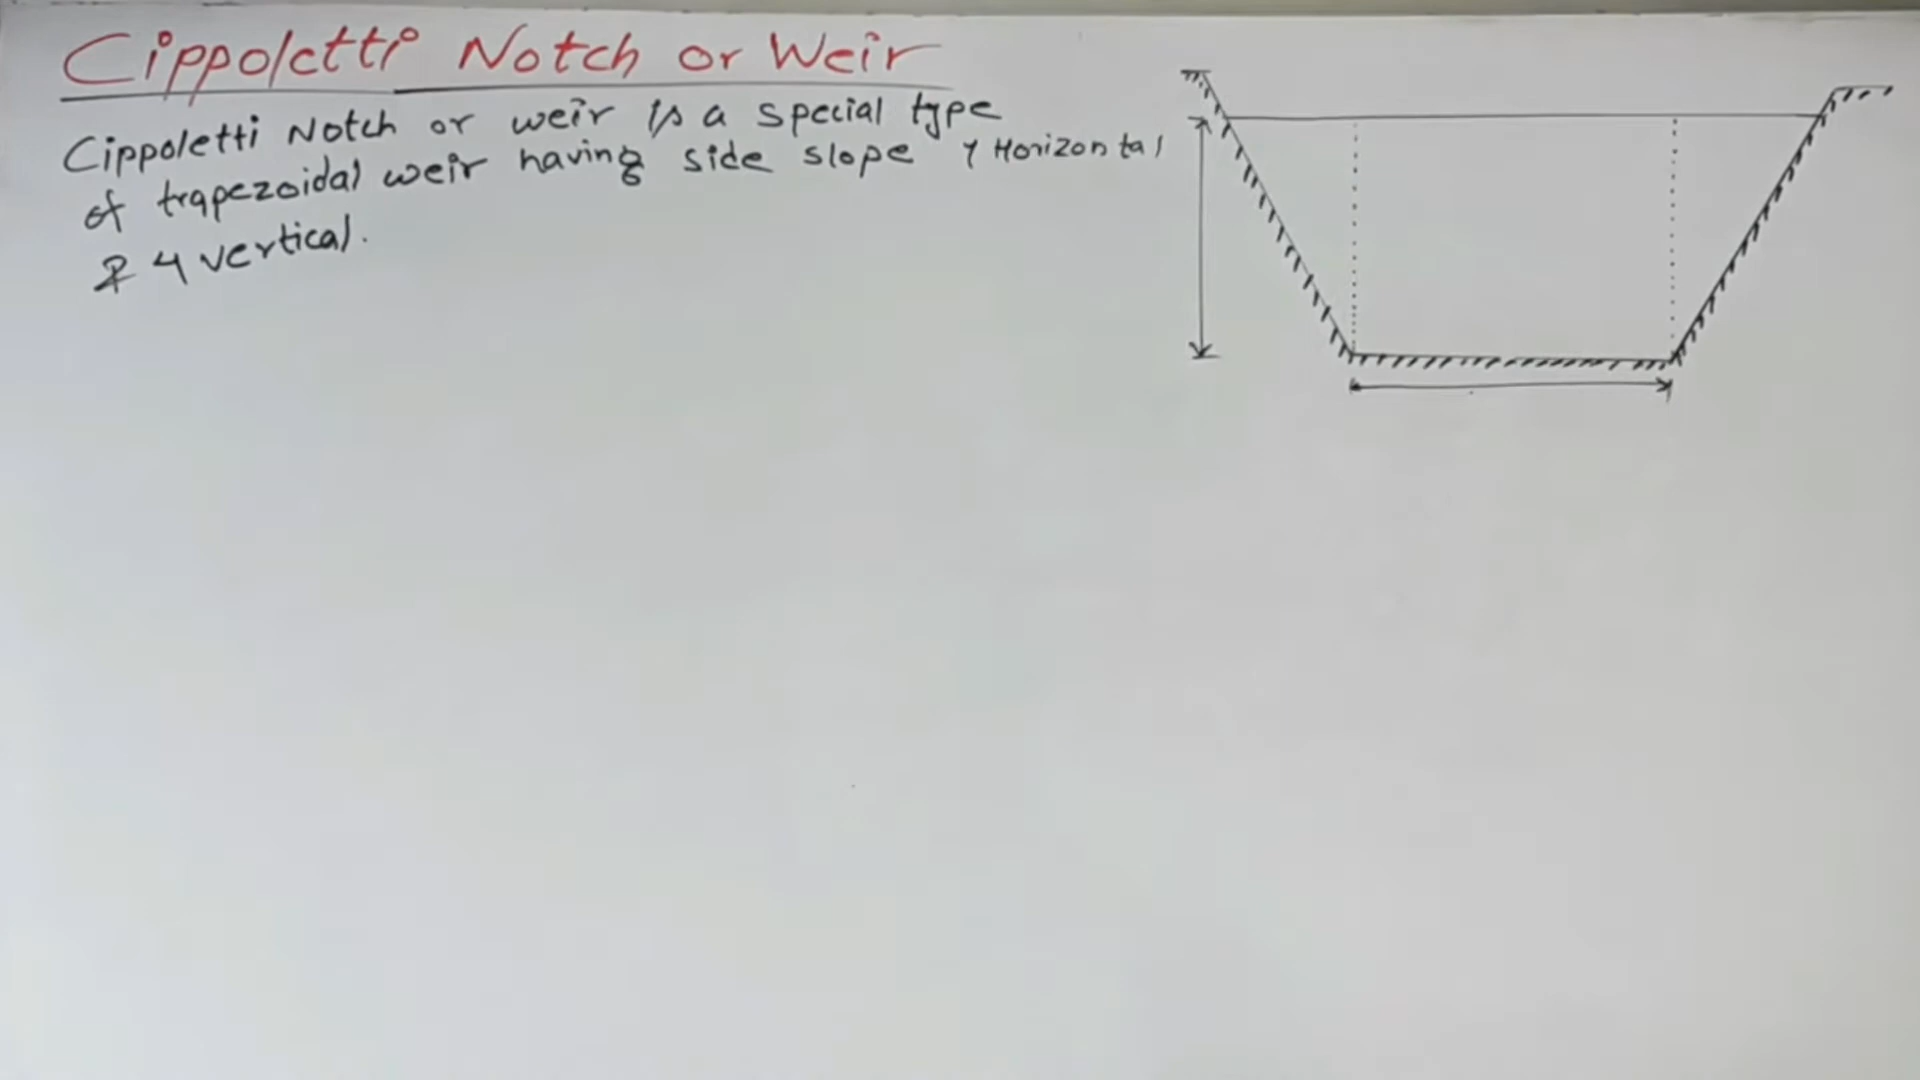 Cippoletti Notch or Weir
Cippoletti Notch or weir is a special type
of trapezoidal weir having side slope 1 Horizontal
& 4 vertical.